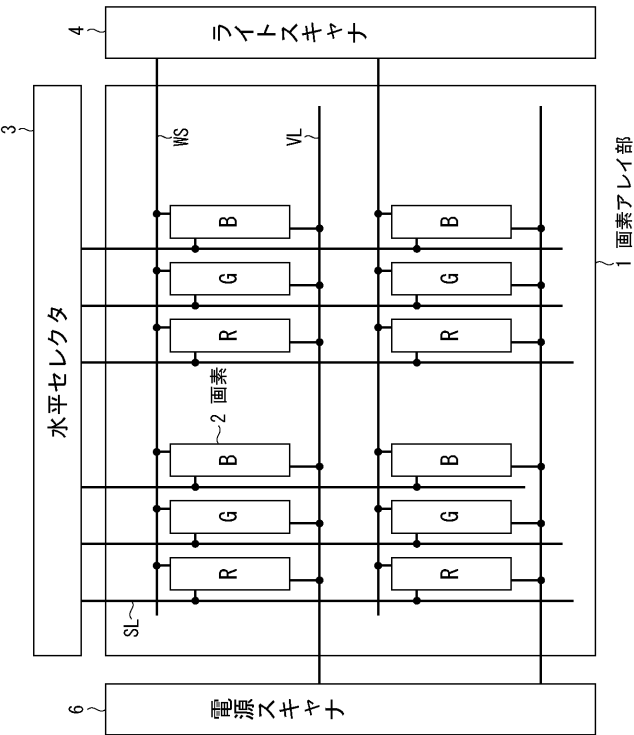 3
水平セレクタ
6
4
SL
WS
2 画素
電源スキャナ
R G B R G B
ライトスキャナ
VL
R G B R G B
1 画素アレイ部